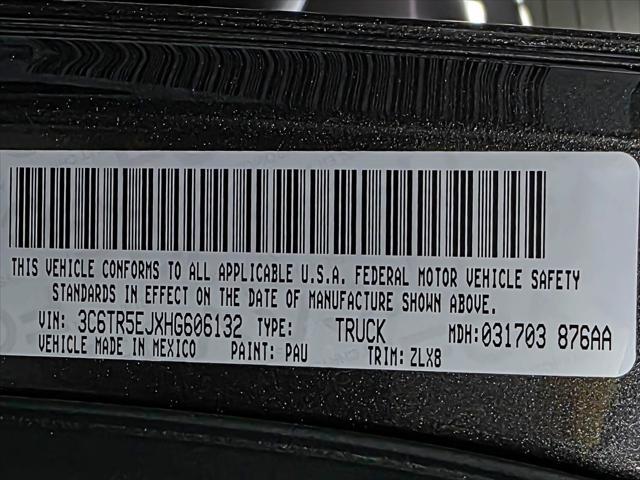 THIS VEHICLE CONFORMS TO ALL APPLICABLE U.S.A. FEDERAL MOTOR VEHICLE SAFETY
STANDARDS IN EFFECT ON THE DATE OF MANUFACTURE SHOWN ABOVE.
VIN: 3C6TR5EJXHG606132 TYPE: TRUCK MDH:031703 876AA
VEHICLE MADE IN MEXICO PAINT: PAU TRIM: ZLX8